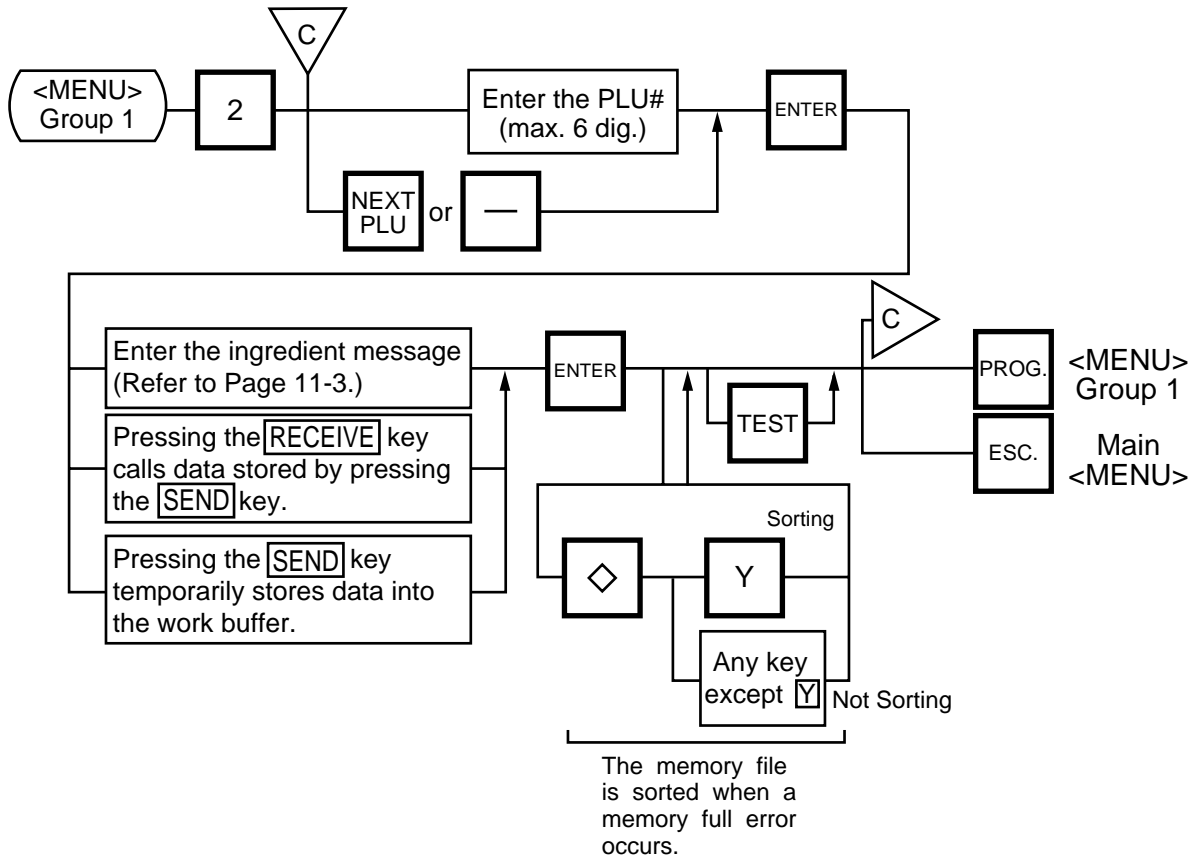 C
<MENU>
Group 1
2
Enter the PLU#
(max. 6 dig.)
ENTER
NEXT
PLU
or
—
Enter the ingredient message
(Refer to Page 11-3.)
Pressing the RECEIVE key
calls data stored by pressing
the SEND key.
Pressing the SEND key
temporarily stores data into
the work buffer.
ENTER
TEST
C
PROG.
<MENU>
Group 1
ESC.
Main
<MENU>
Sorting
◇
Y
Any key
except Y
Not Sorting
The memory file
is sorted when a
memory full error
occurs.